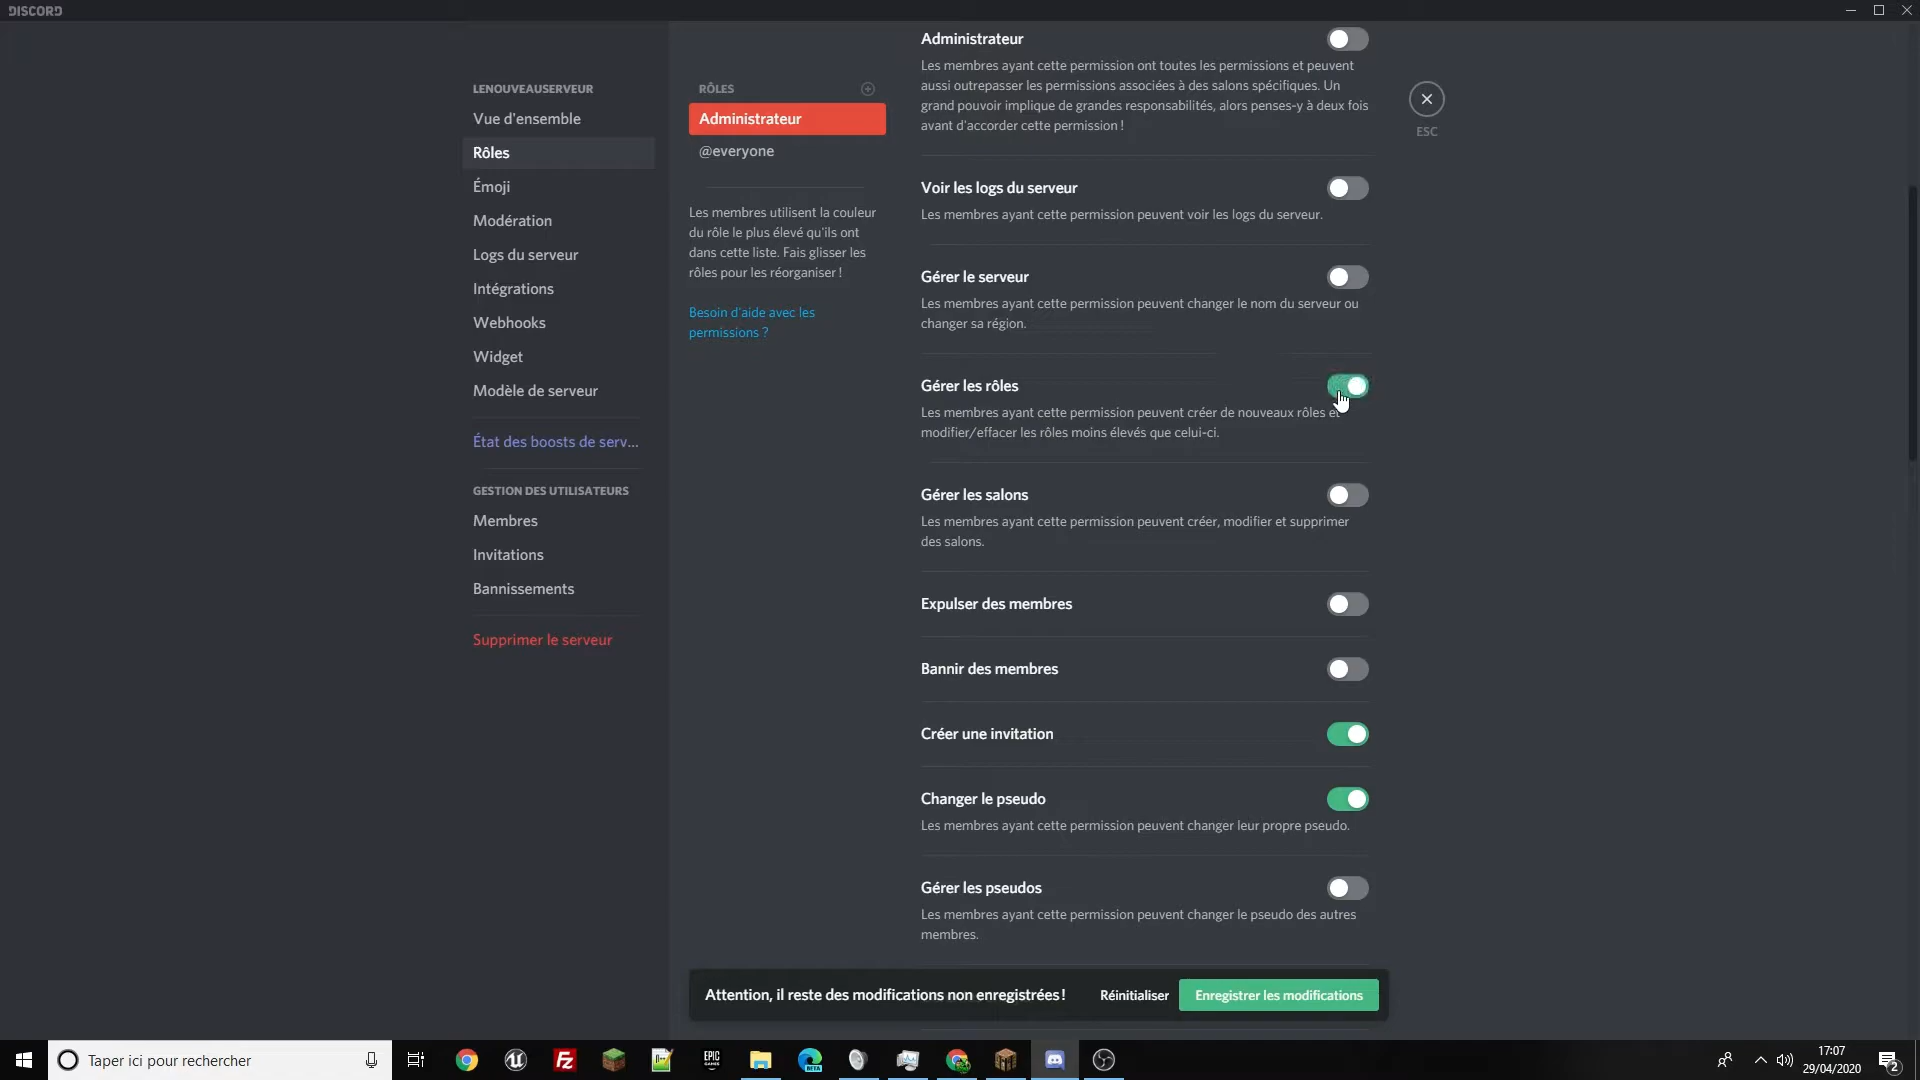 DISCORD
LENOUVEAUSERVEUR
Vue d'ensemble
Rôles
Émoji
Modération
Logs du serveur
Intégrations
Webhooks
Widget
Modèle de serveur
État des boosts de serv...
GESTION DES UTILISATEURS
Membres
Invitations
Bannissements
Supprimer le serveur
RÔLES
Administrateur
@everyone
Les membres utilisent la couleur
du rôle le plus élevé qu'ils ont
dans cette liste. Fais glisser les
rôles pour les réorganiser !
Besoin d'aide avec les
permissions ?
Administrateur
Les membres ayant cette permission ont toutes les permissions et peuvent
aussi outrepasser les permissions associées à des salons spécifiques. Un
grand pouvoir implique de grandes responsabilités, alors penses-y à deux fois
avant d'accorder cette permission !
Voir les logs du serveur
Les membres ayant cette permission peuvent voir les logs du serveur.
Gérer le serveur
Les membres ayant cette permission peuvent changer le nom du serveur ou
changer sa région.
Gérer les rôles
Les membres ayant cette permission peuvent créer de nouveaux rôles et
modifier/effacer les rôles moins élevés que celui-ci.
Gérer les salons
Les membres ayant cette permission peuvent créer, modifier et supprimer
des salons.
Expulser des membres
Bannir des membres
Créer une invitation
Changer le pseudo
Les membres ayant cette permission peuvent changer leur propre pseudo.
Gérer les pseudos
Les membres ayant cette permission peuvent changer le pseudo des autres
membres.
ESC
Attention, il reste des modifications non enregistrées !
Réinitialiser
Enregistrer les modifications
Taper ici pour rechercher
EPIC
GAMES
BETA
17:07
29/04/2020
2